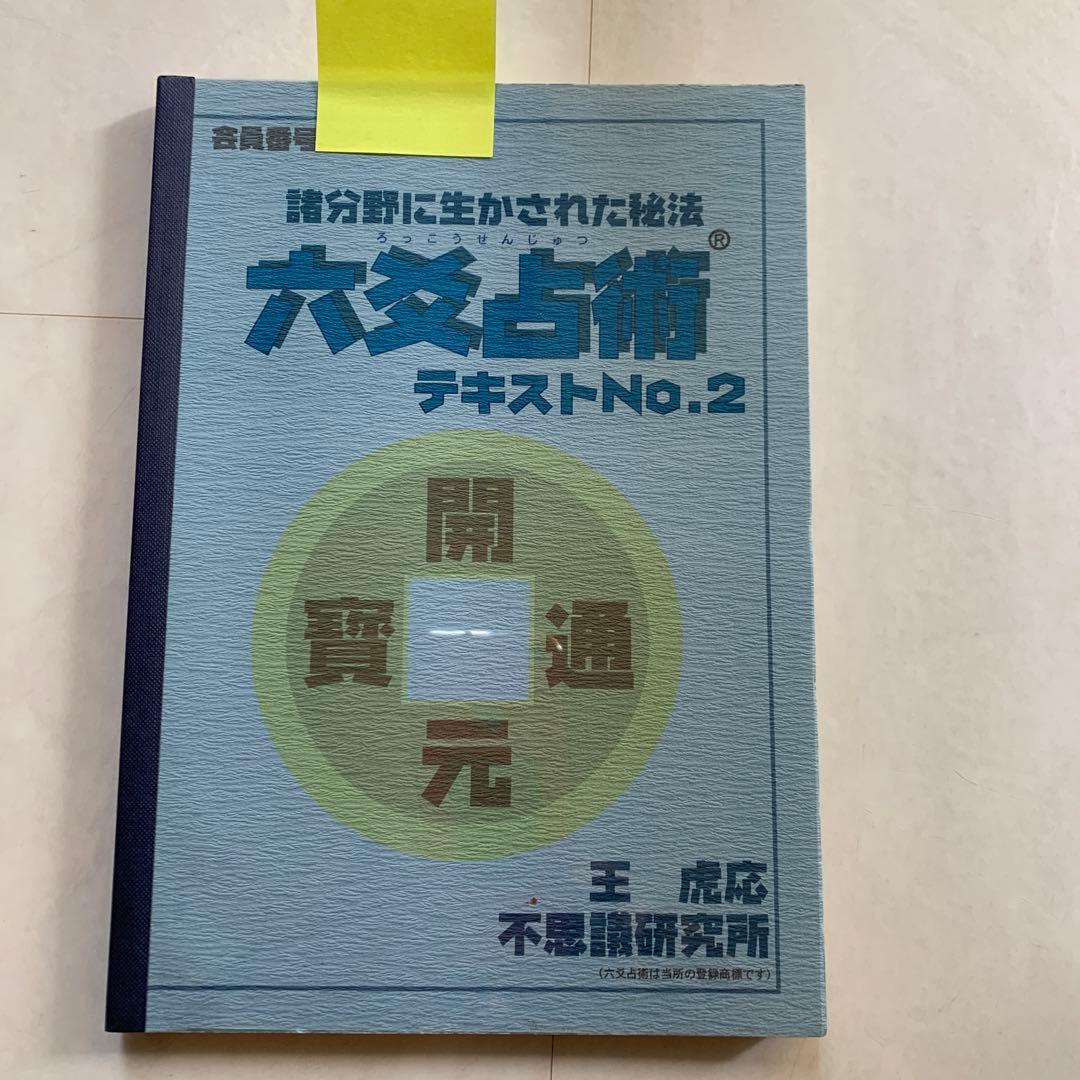 会員番号
諸分野に生かされた秘法
ろっこうせんじゅつ
六爻占術®
テキストNo.2
開
寶 通
元
王 虎応
不思議研究所
(六爻占術は当所の登録商標です)